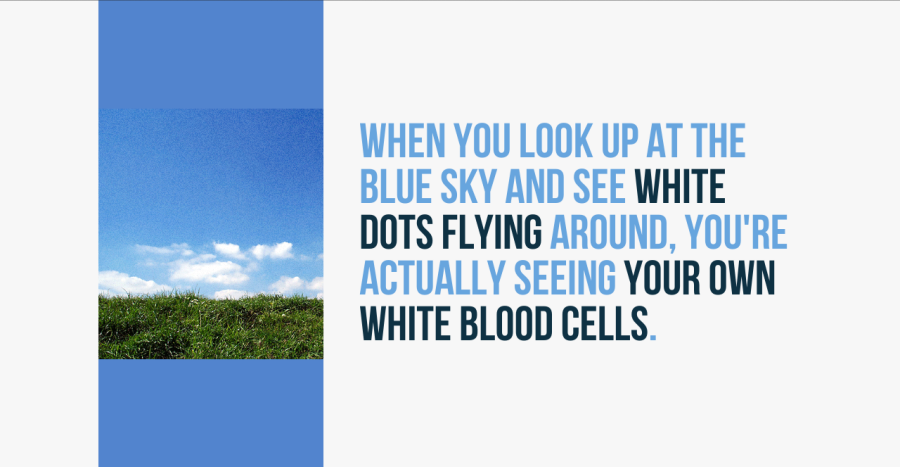 WHEN YOU LOOK UP AT THE
BLUE SKY AND SEE WHITE
DOTS FLYING AROUND, YOU'RE
ACTUALLY SEEING YOUR OWN
WHITE BLOOD CELLS.